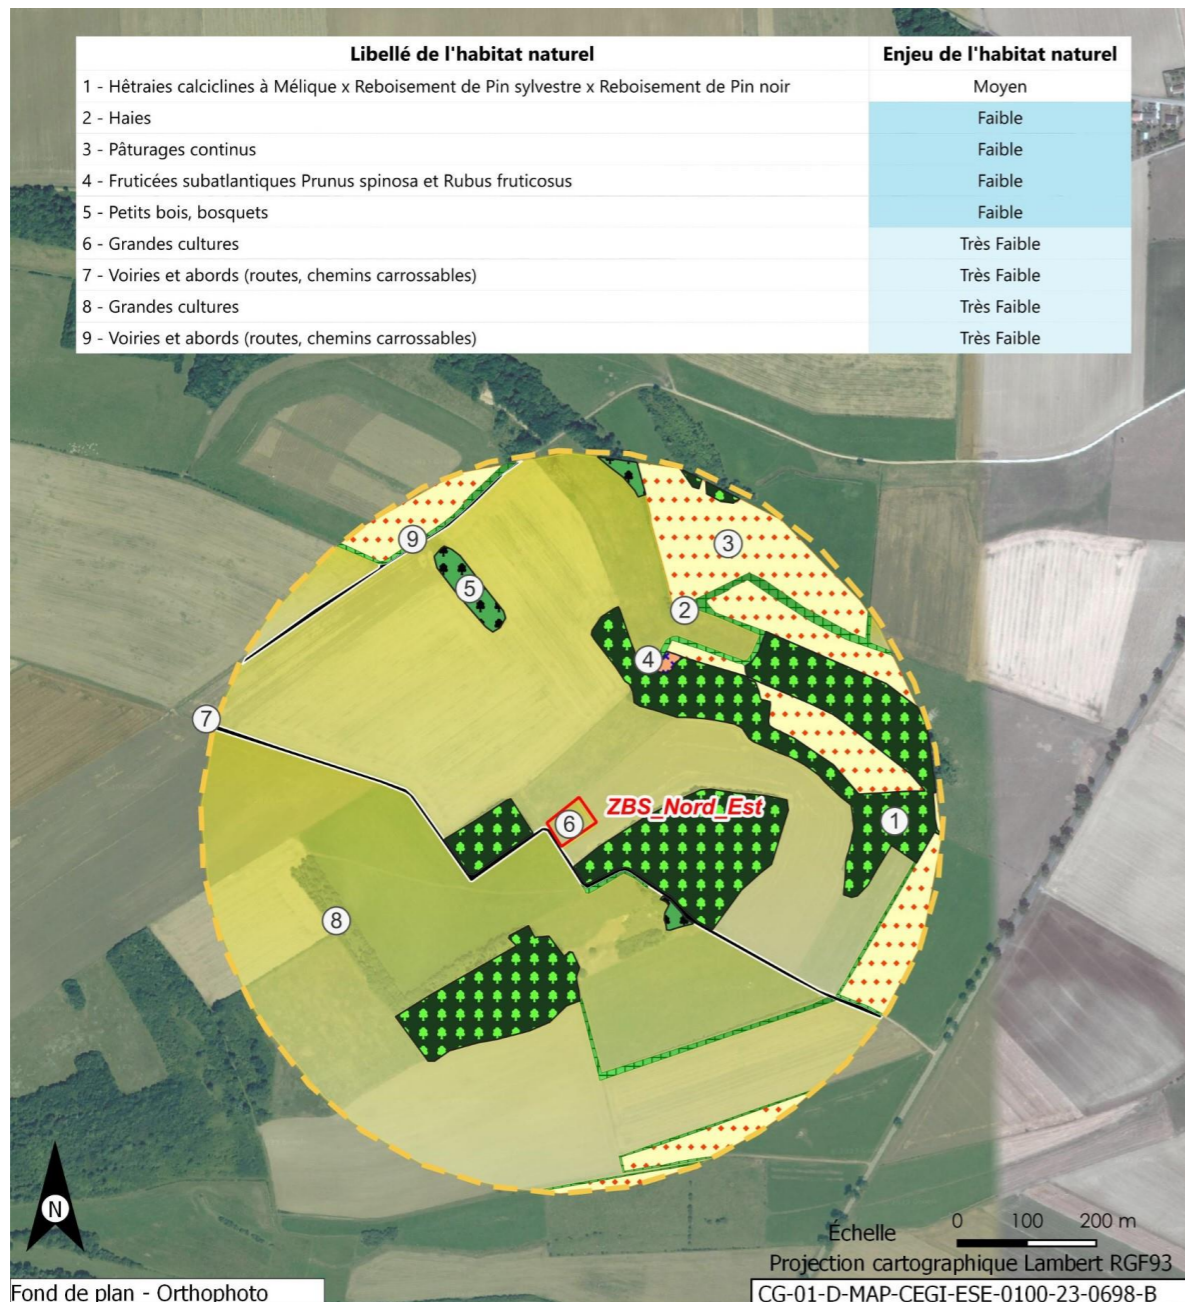 Libellé de l'habitat naturel Enjeu de l'habitat naturel
1 - Hêtraies calciclines à Mélique x Reboisement de Pin sylvestre x Reboisement de Pin noir Moyen
2 - Haies Faible
3 - Pâturages continus Faible
4 - Fruticées subatlantiques Prunus spinosa et Rubus fruticosus Faible
5 - Petits bois, bosquets Faible
6 - Grandes cultures Très Faible
7 - Voiries et abords (routes, chemins carrossables) Très Faible
8 - Grandes cultures Très Faible
9 - Voiries et abords (routes, chemins carrossables) Très Faible
9
3
5
2
4
7
ZBS_Nord_Est
6
1
8
N
Échelle 0 100 200 m
Projection cartographique Lambert RGF93
Fond de plan - Orthophoto
CG-01-D-MAP-CEGI-ESE-0100-23-0698-B